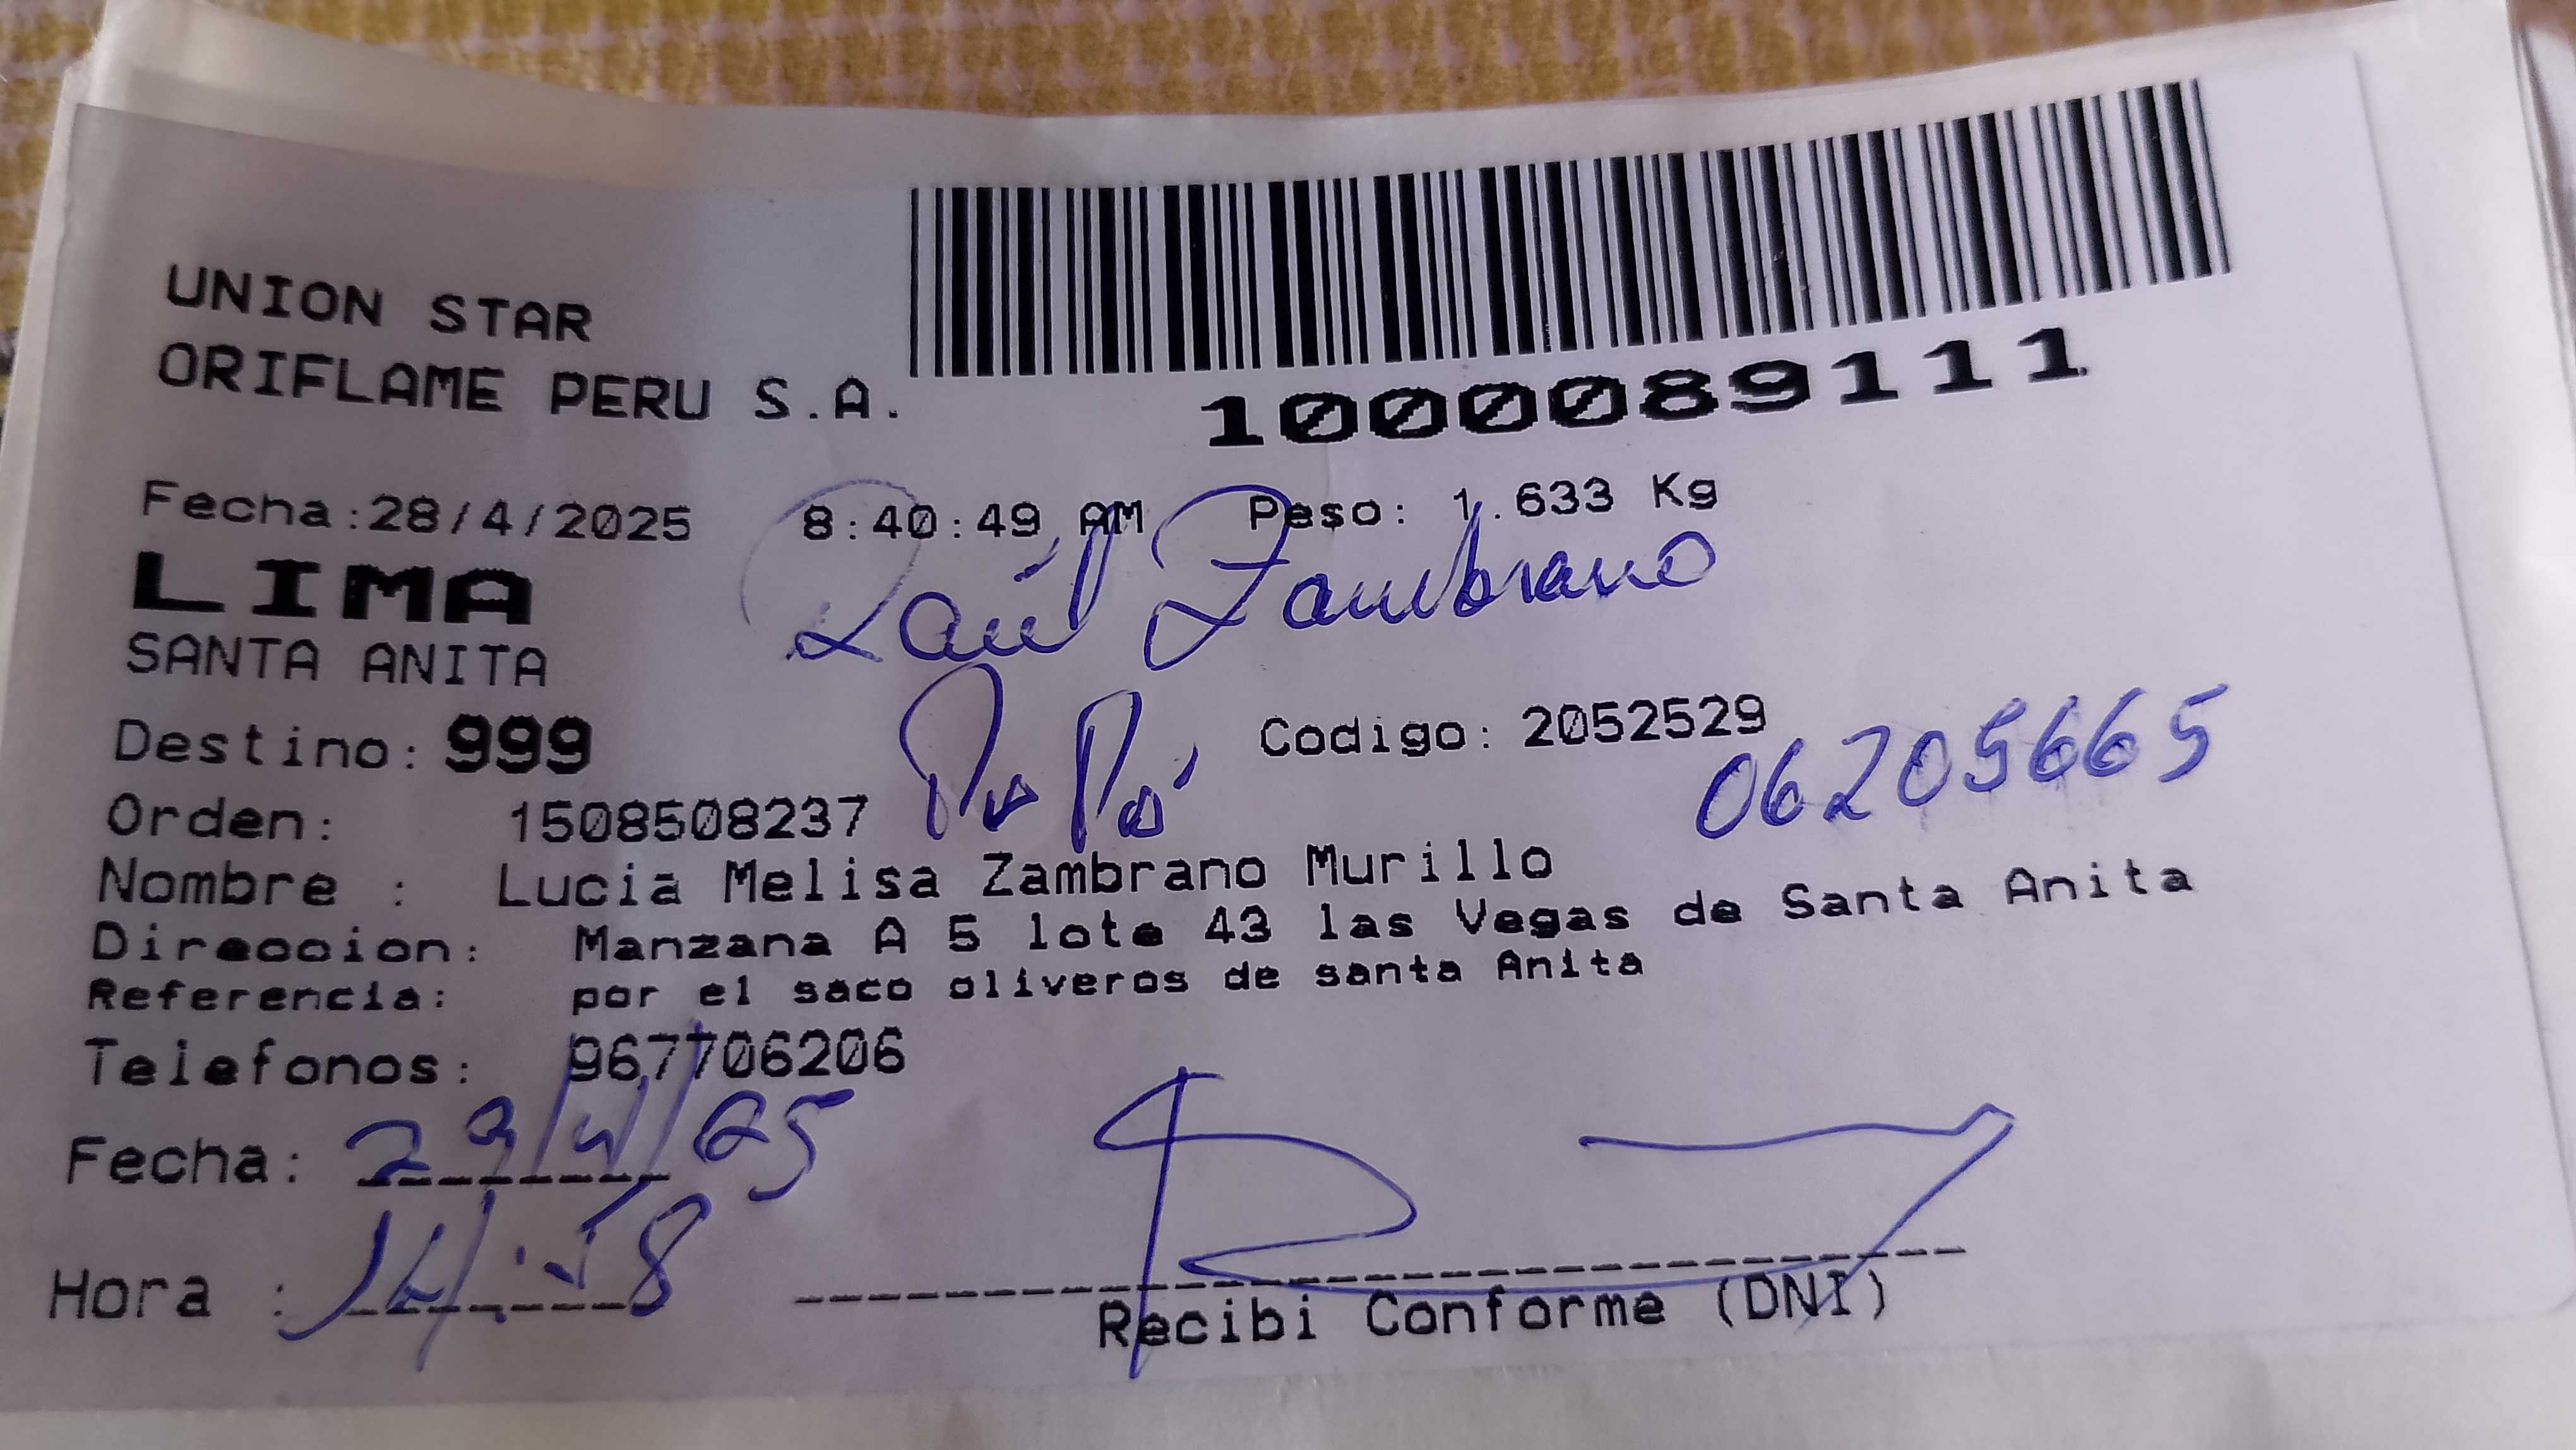 UNION STAR
ORIFLAME PERU S.A.
1000089111
Fecha:28/4/2025 8:40:49 AM Peso: 1.633 Kg
LIMA
Raúl Zambrano
SANTA ANITA
Destino: 999 Codigo: 2052529
PaPá
06205665
Orden: 1508508237
Nombre : Lucia Melisa Zambrano Murillo
Direccion: Manzana A 5 lote 43 las Vegas de Santa Anita
Referencia: por el saco oliveros de santa Anita
Telefonos: 967706206
Fecha: 29/4/25
Hora : 14:58
Recibi Conforme (DNI)